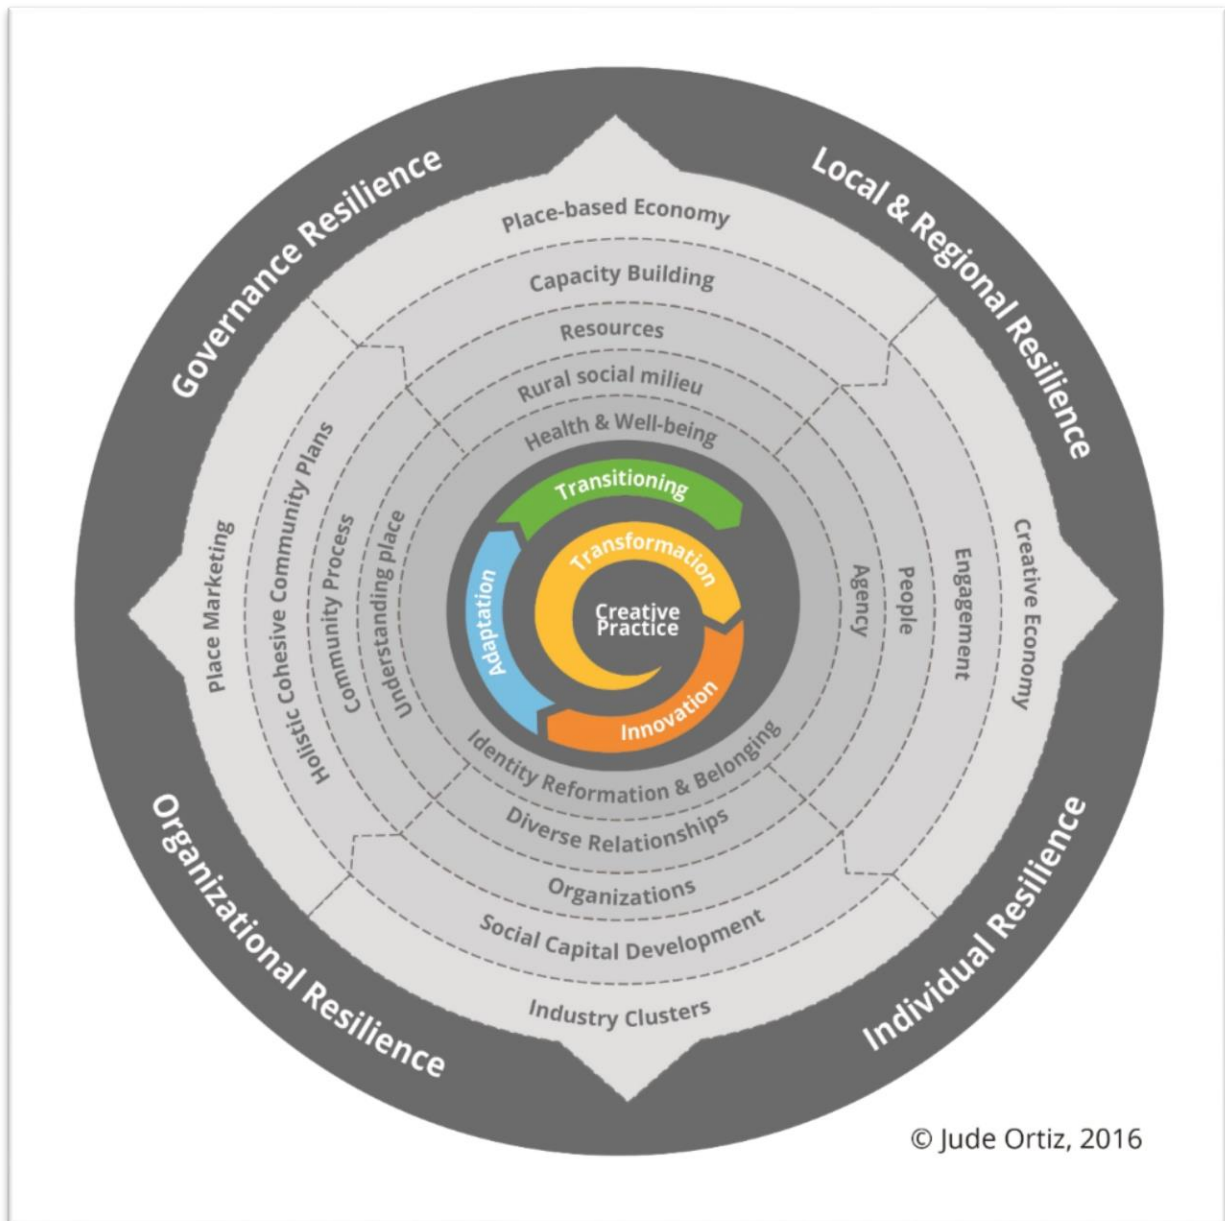 Governance Resilience
Local & Regional Resilience
Place-based Economy
Capacity Building
Resources
Rural social milieu
Health & Well-being
Transitioning
Transformation
Creative
Practice
Adaptation
Innovation
Place Marketing
Holistic Cohesive Community Plans
Community Process
Understanding place
Agency
People
Engagement
Creative Economy
Identity Reformation & Belonging
Diverse Relationships
Organizations
Social Capital Development
Industry Clusters
Organizational Resilience
Individual Resilience
© Jude Ortiz, 2016